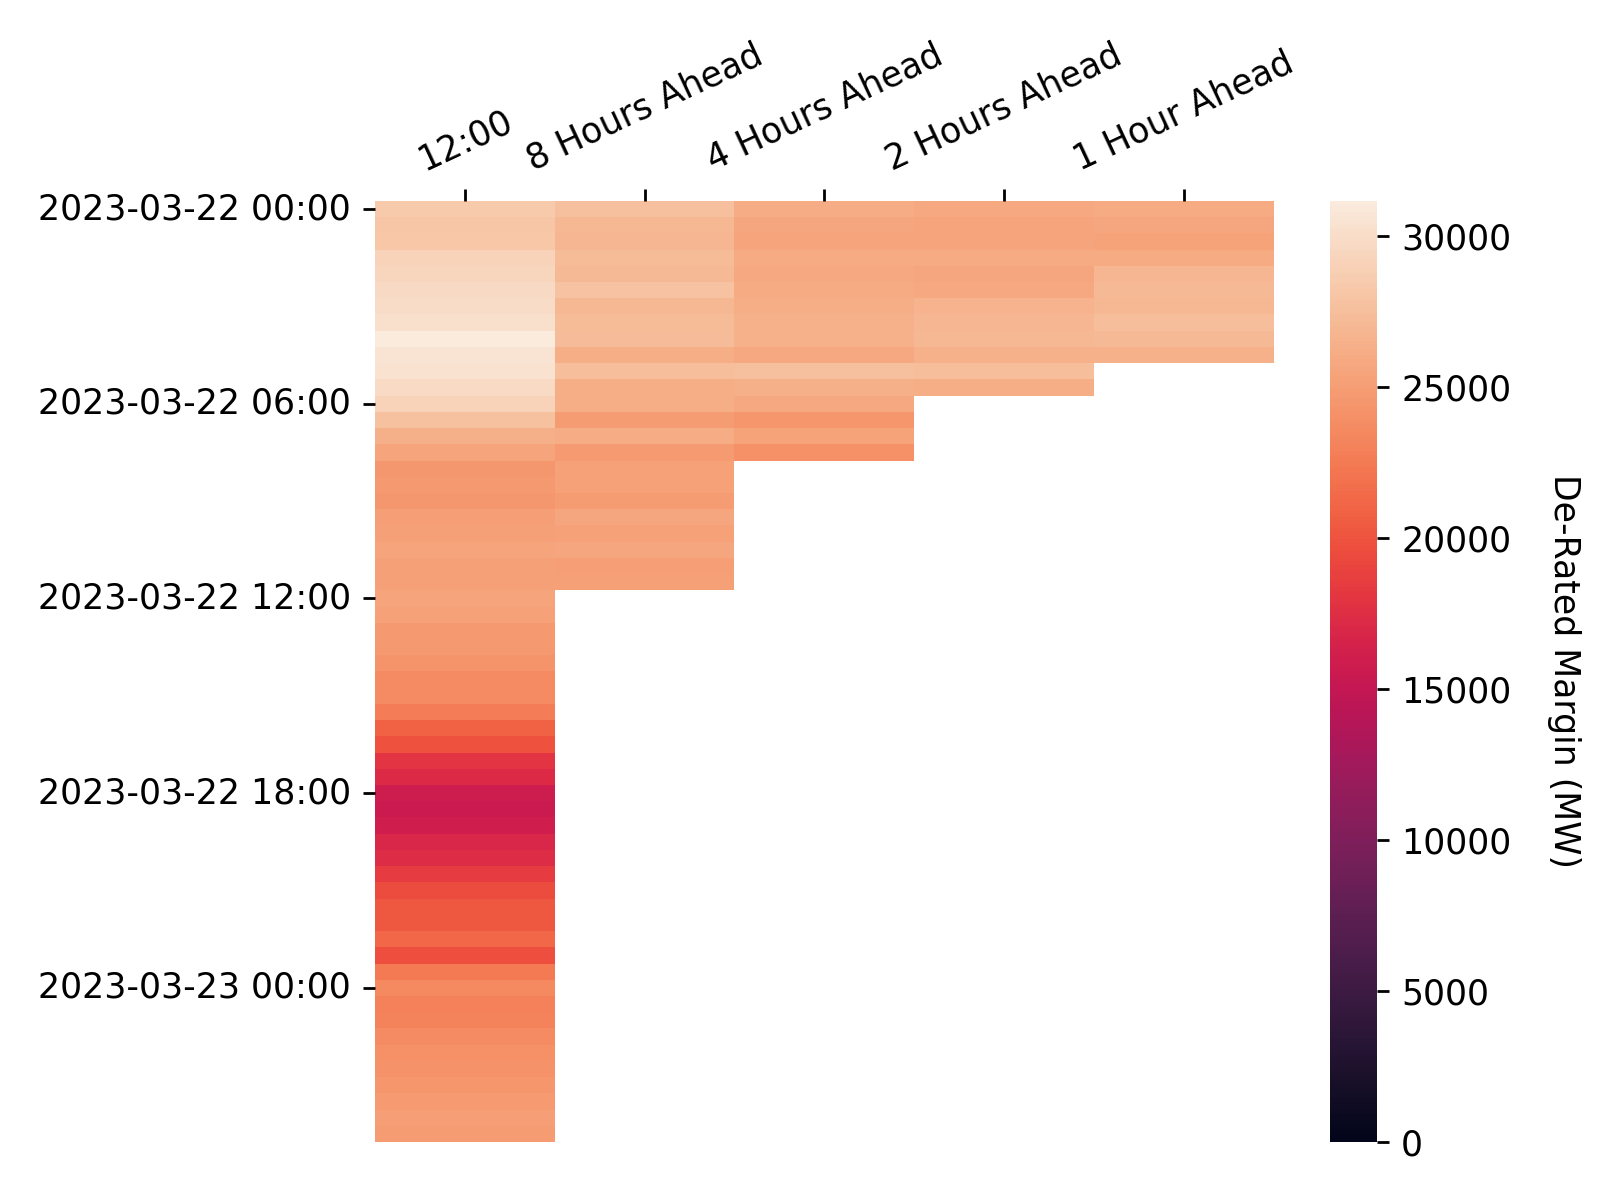 12:00
8 Hours Ahead
4 Hours Ahead
2 Hours Ahead
1 Hour Ahead
2023-03-22 00:00
2023-03-22 06:00
2023-03-22 12:00
2023-03-22 18:00
2023-03-23 00:00
30000
25000
20000
15000
10000
5000
0
De-Rated Margin (MW)